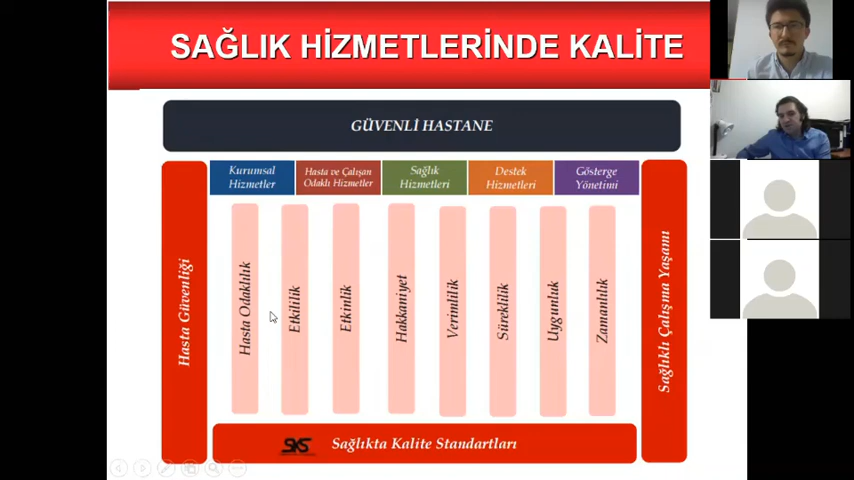 SAĞLIK HİZMETLERİNDE KALİTE
GÜVENLİ HASTANE
Kurumsal
Hizmetler
Hasta ve Çalışan
Odaklı Hizmetler
Sağlık
Hizmetleri
Destek
Hizmetleri
Gösterge
Yönetimi
Hasta Güvenliği
Hasta Odaklılık
Etkililik
Etkinlik
Hakkaniyet
Verimlilik
Süreklilik
Uygunluk
Zamanlılık
Sağlıklı Çalışma Yaşamı
SKS Sağlıkta Kalite Standartları